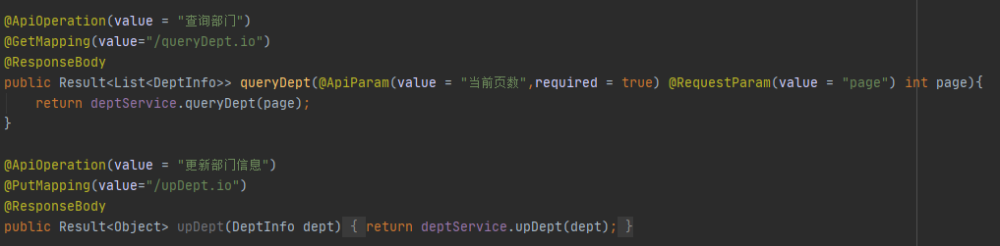 @ApiOperation(value = "查询部门")
@GetMapping(value="/queryDept.io")
@ResponseBody
public Result<List<DeptInfo>> queryDept(@ApiParam(value = "当前页数",required = true) @RequestParam(value = "page") int page){
return deptService.queryDept(page);
}
@ApiOperation(value = "更新部门信息")
@PutMapping(value="/upDept.io")
@ResponseBody
public Result<Object> upDept(DeptInfo dept) { return deptService.upDept(dept); }